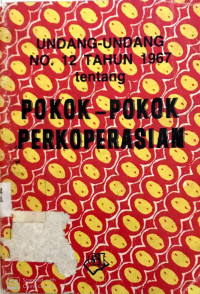 UNDANG-UNDANG
NO. 12 TAHUN 1967
tentang
POKOK-POKOK
PERKOPERASIAN